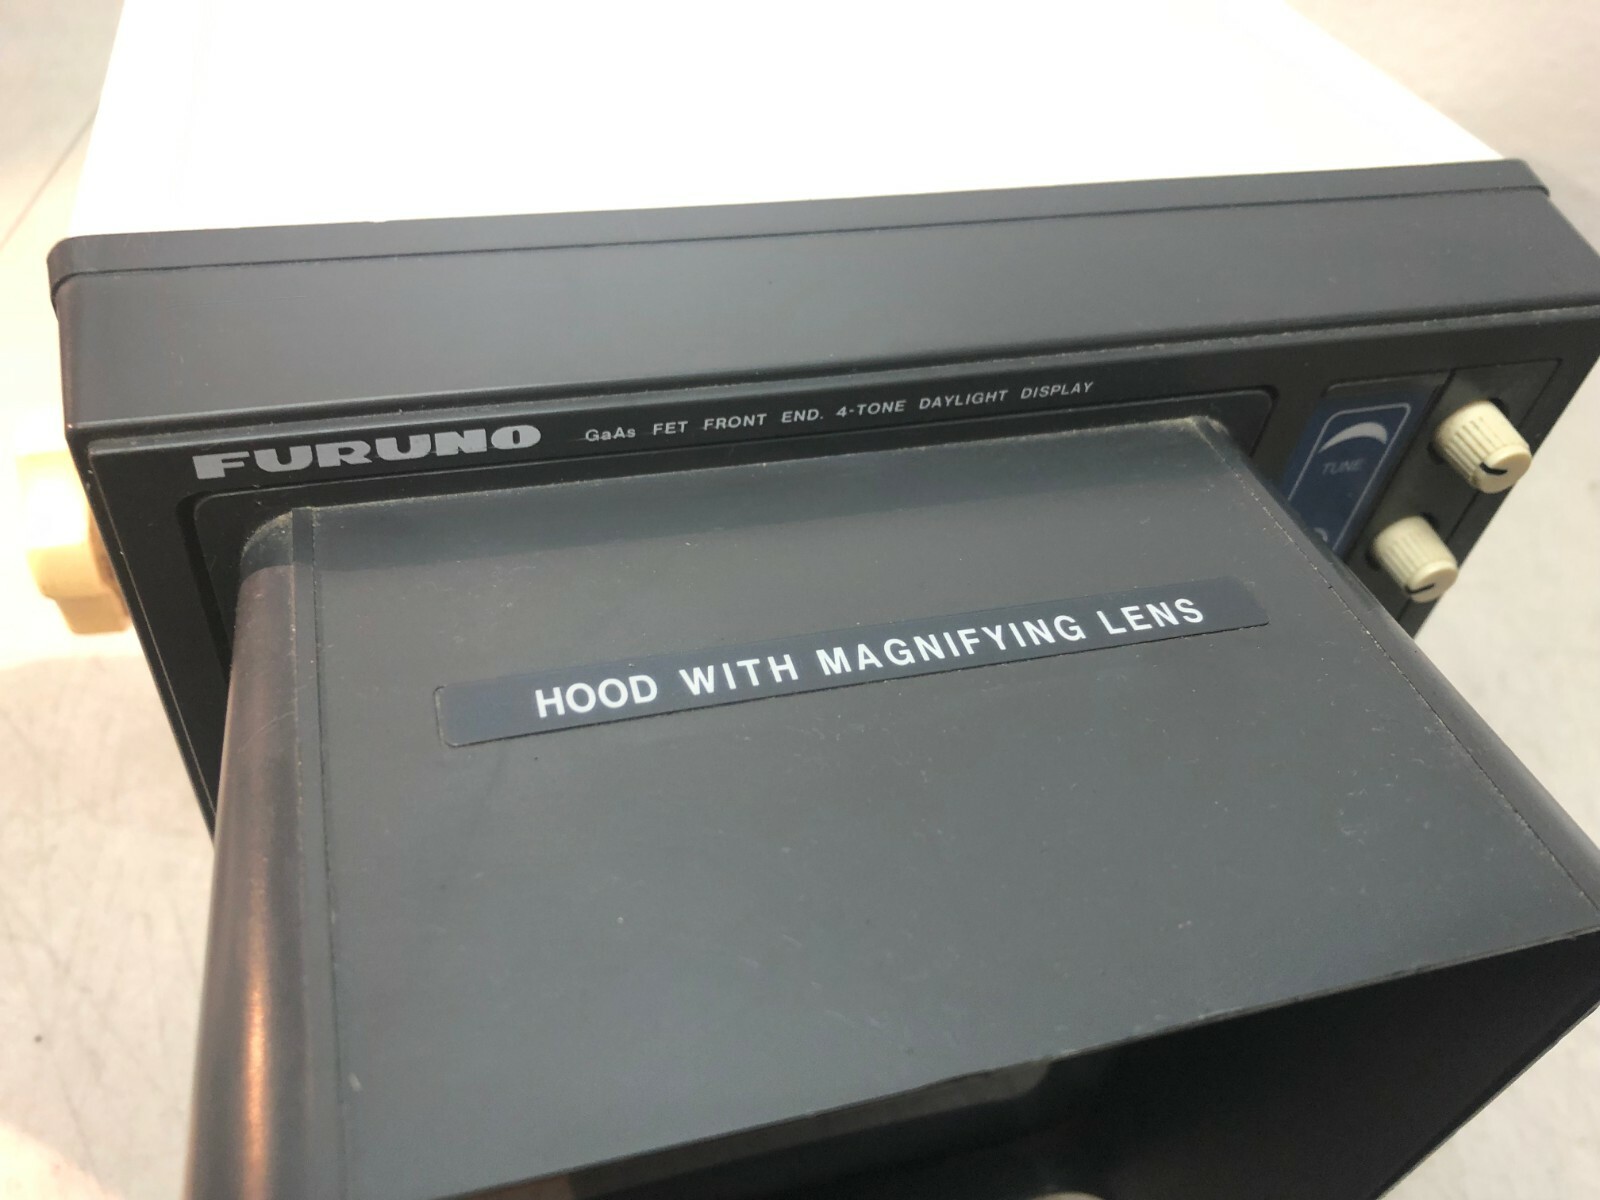 FURUNO GaAs FET FRONT END. 4-TONE DAYLIGHT DISPLAY
TUNE
HOOD WITH MAGNIFYING LENS